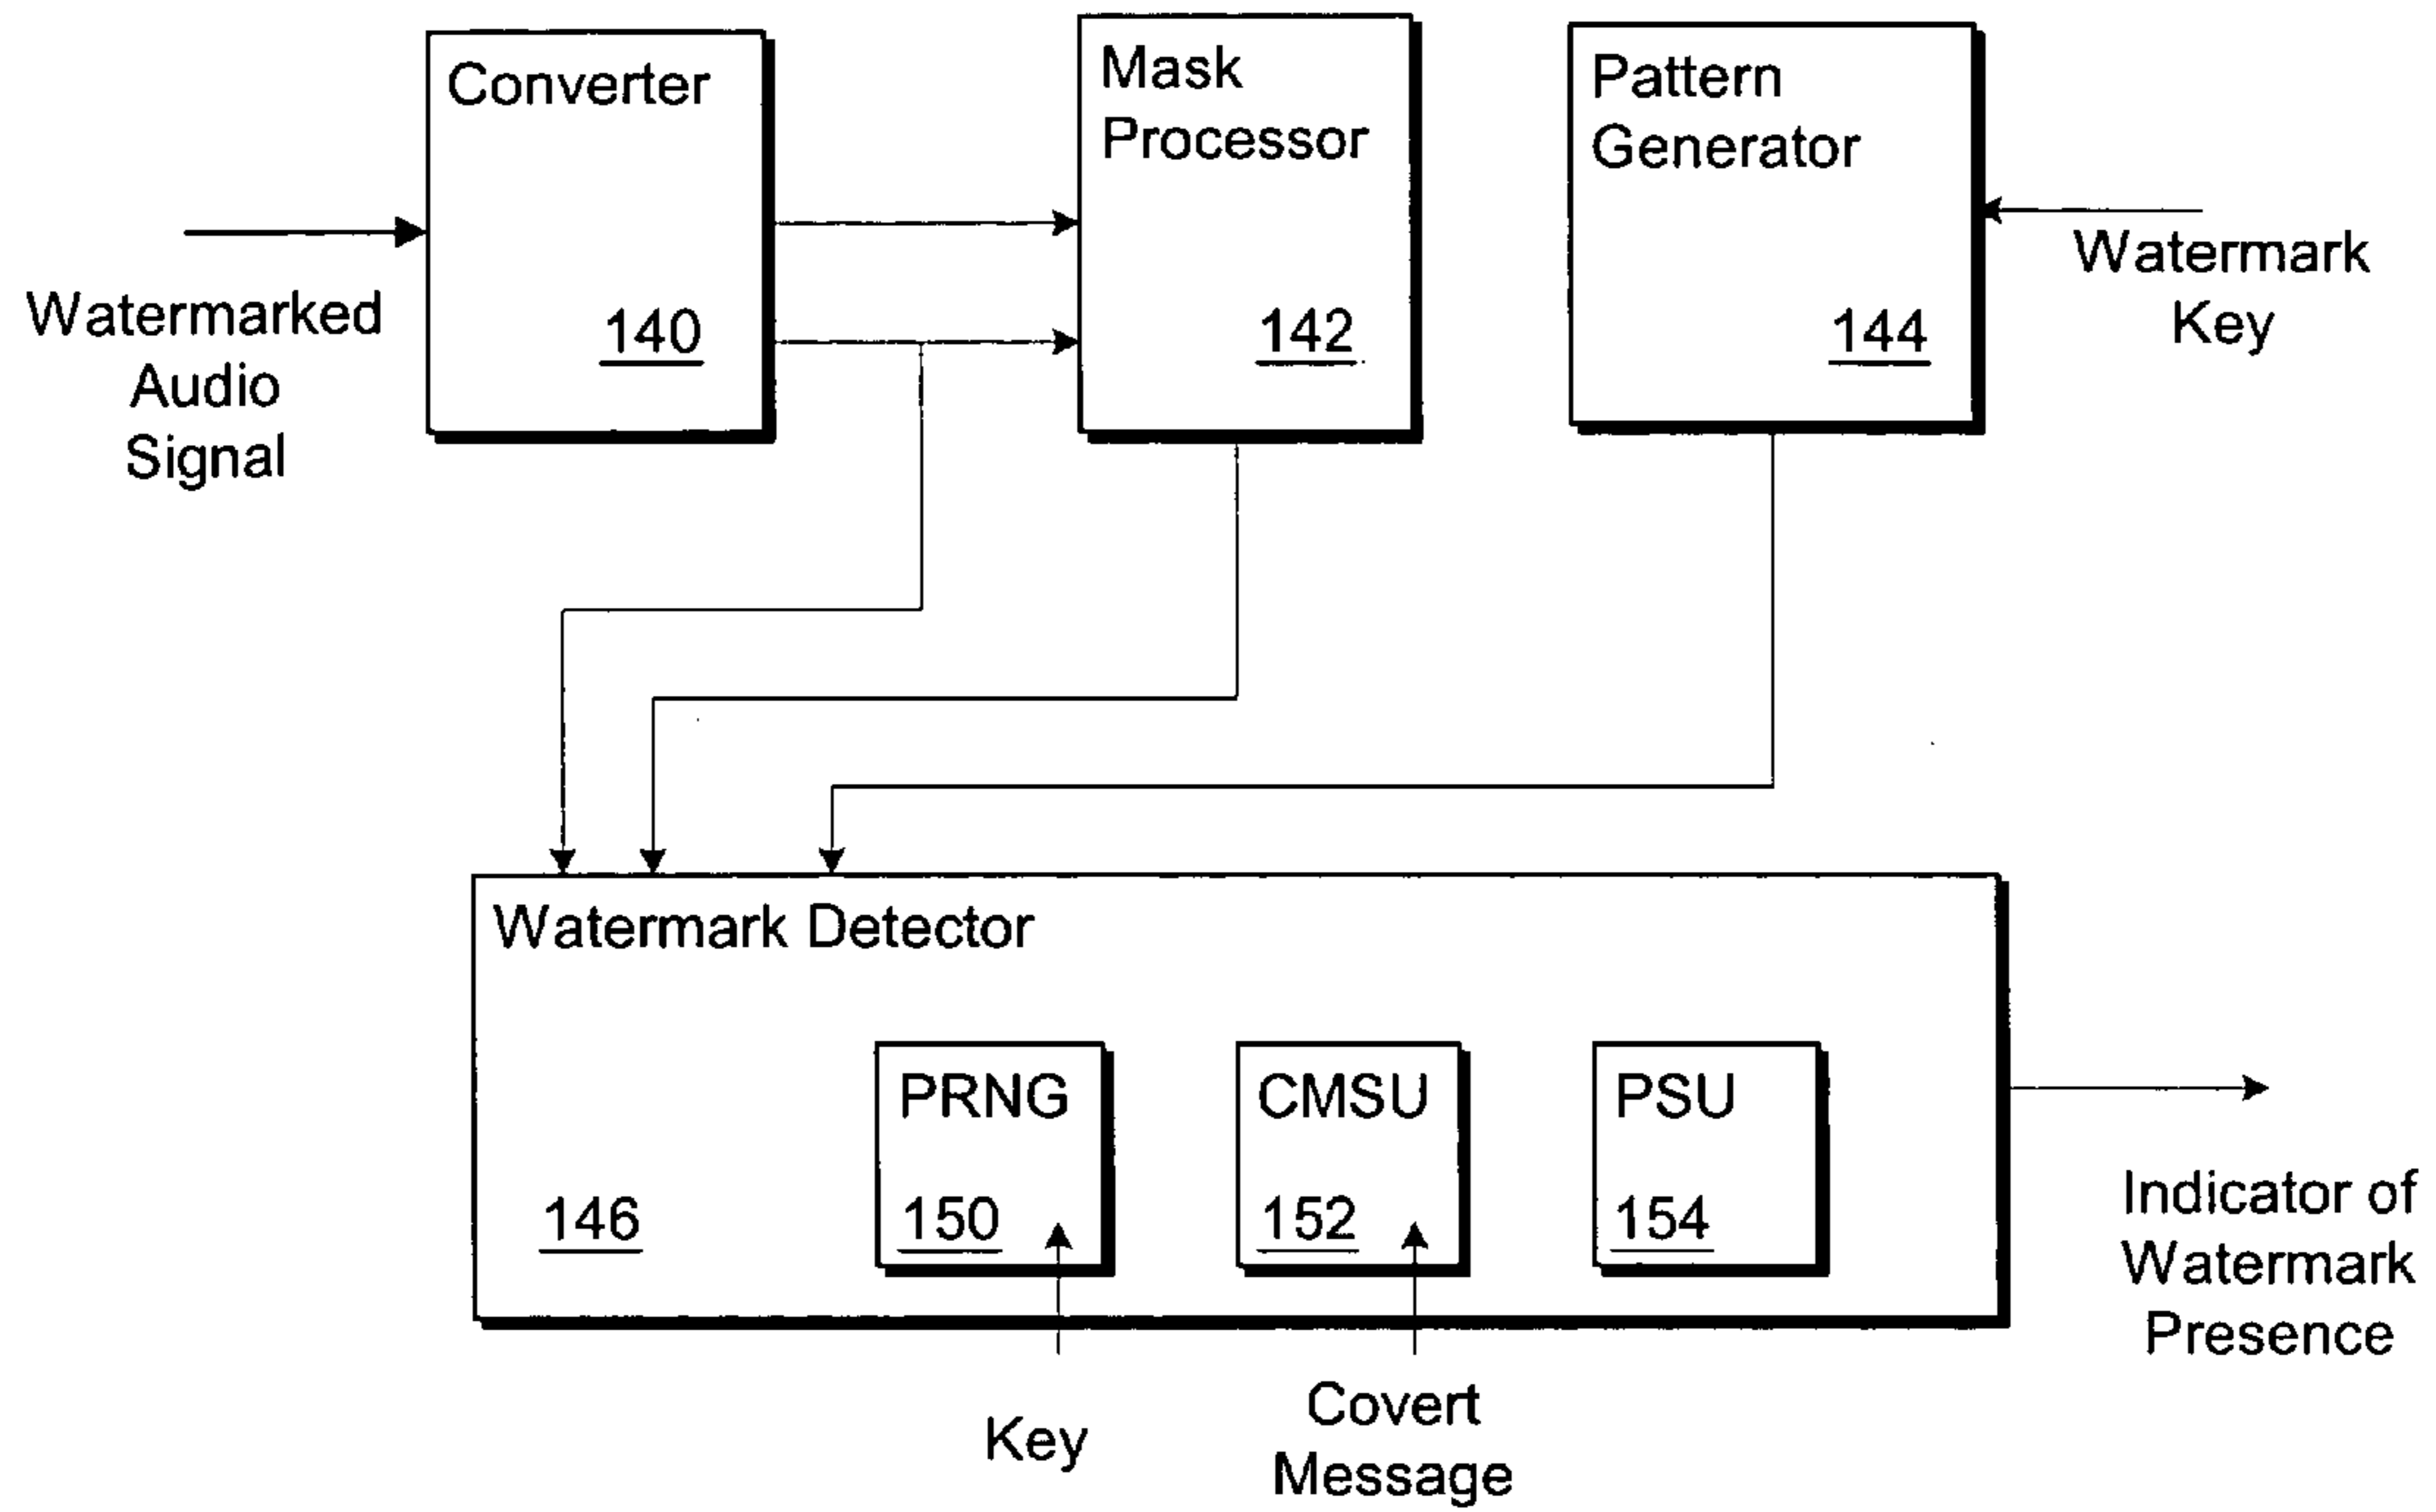 Converter
140
Mask
Processor
142
Pattern
Generator
144
Watermarked
Audio
Signal
Watermark
Key
Watermark Detector
146
PRNG
150
CMSU
152
PSU
154
Key
Covert
Message
Indicator of
Watermark
Presence